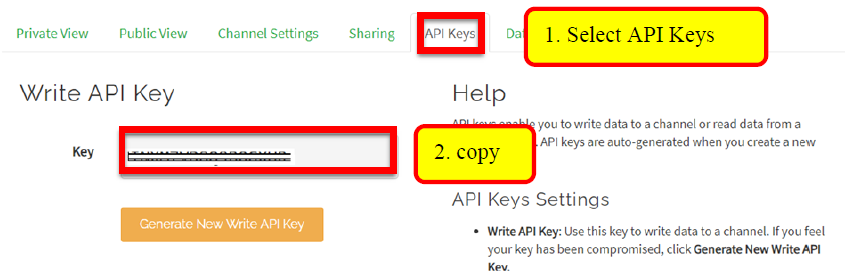 Private View Public View Channel Settings Sharing API Keys Da
1. Select API Keys
Write API Key
Help
API keys enable you to write data to a channel or read data from a
Key
2. copy
API keys are auto-generated when you create a new
Generate New Write API Key
API Keys Settings
• Write API Key: Use this key to write data to a channel. If you feel
your key has been compromised, click Generate New Write API
Key.